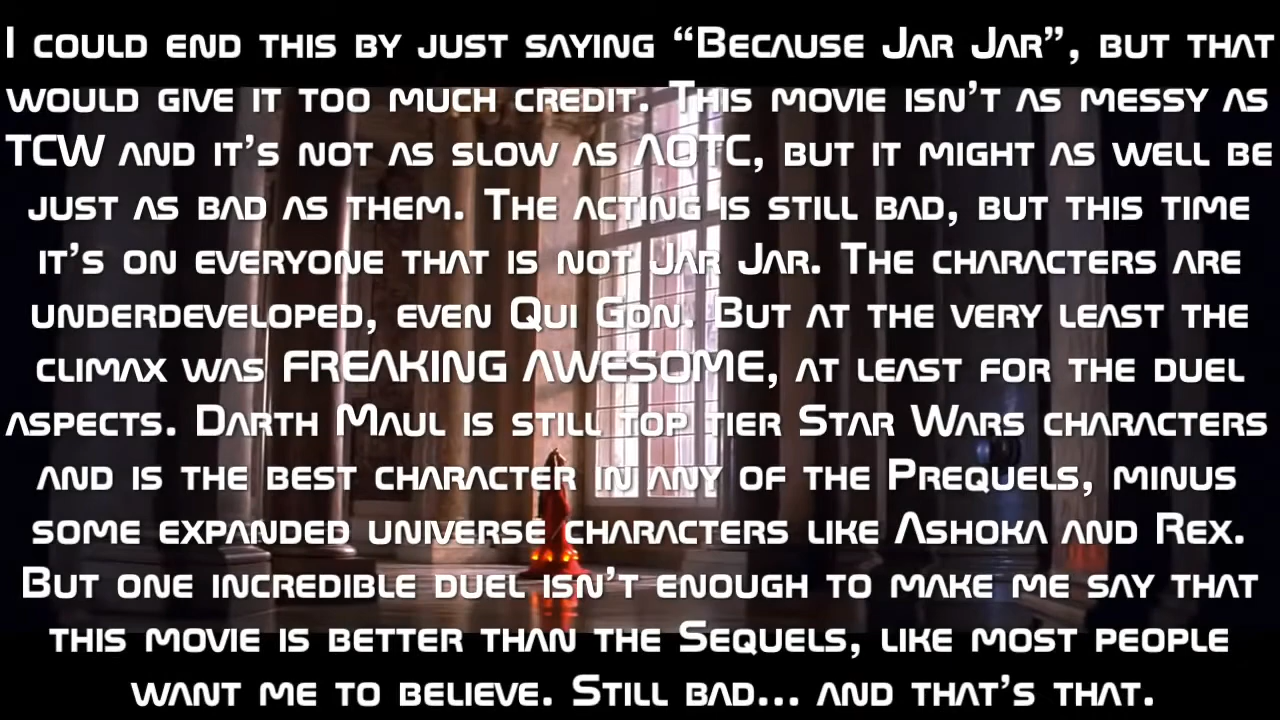 I could end this by just saying “Because Jar Jar”, but that
would give it too much credit. This movie isn’t as messy as
TCW and it’s not as slow as AOTC, but it might as well be
just as bad as them. The acting is still bad, but this time
it’s on everyone that is not Jar Jar. The characters are
underdeveloped, even Qui Gon. But at the very least the
climax was FREAKING AWESOME, at least for the duel
aspects. Darth Maul is still top tier Star Wars characters
and is the best character in any of the Prequels, minus
some expanded universe characters like Ashoka and Rex.
But one incredible duel isn’t enough to make me say that
this movie is better than the Sequels, like most people
want me to believe. Still bad... and that’s that.